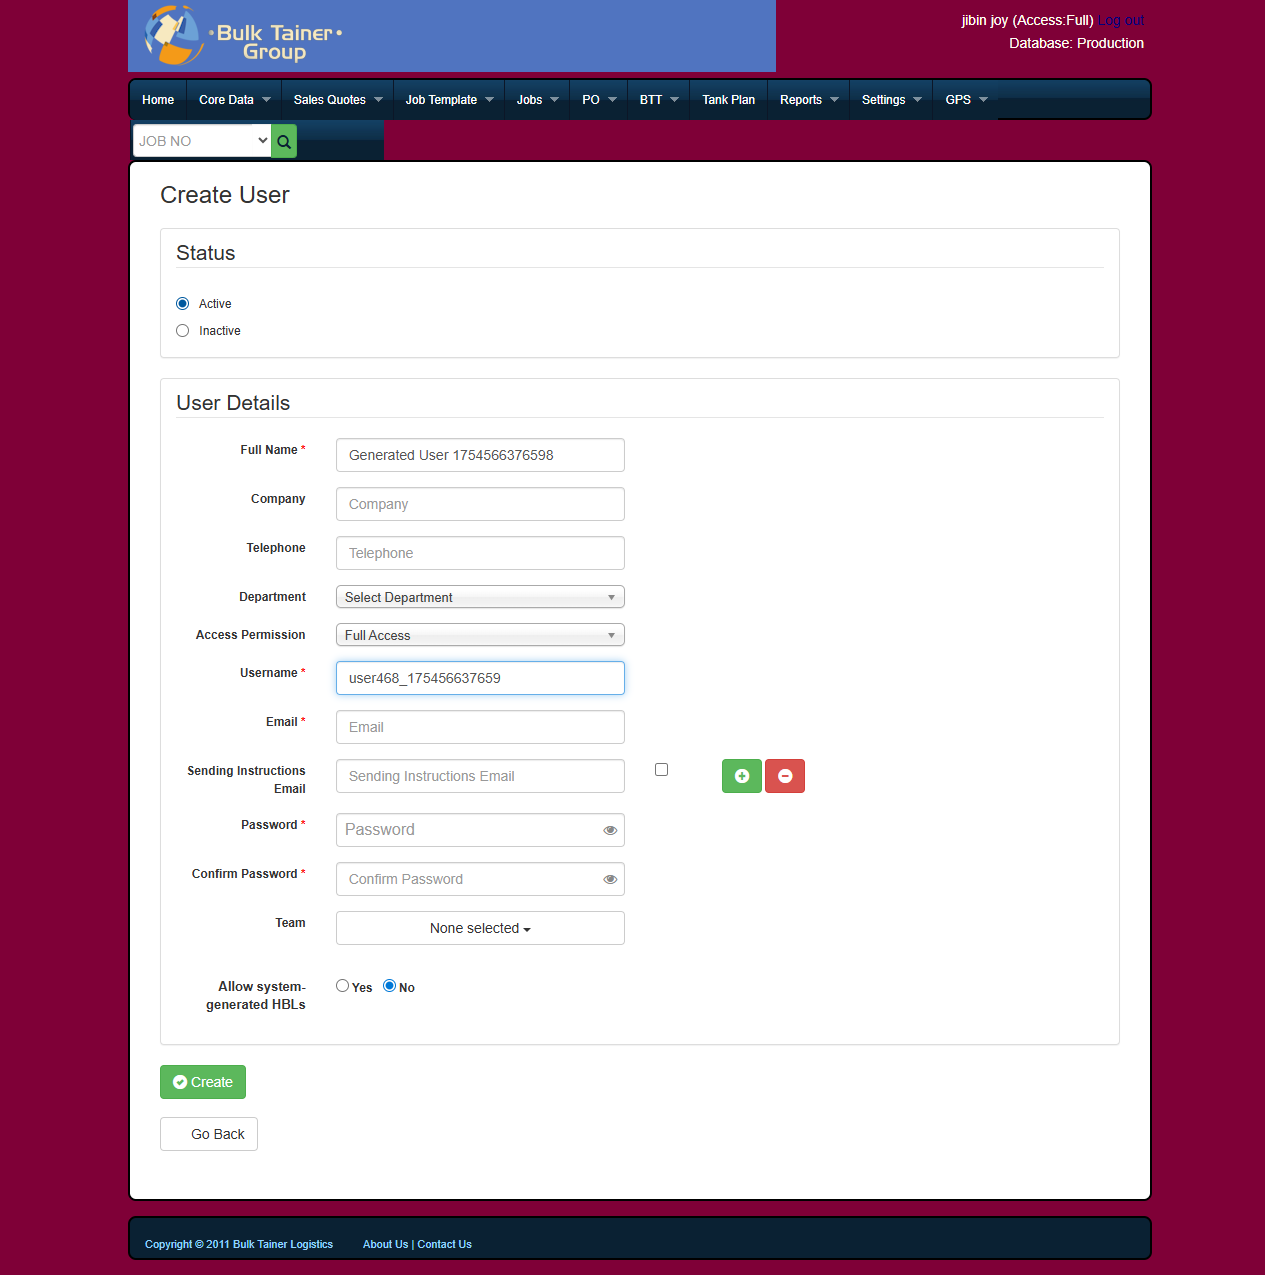 Bulk Tainer
Group
jibin joy (Access:Full) Log out
Database: Production
Home Core Data Sales Quotes Job Template Jobs PO BTT Tank Plan Reports Settings GPS
JOB NO
Create User
Status
Active
Inactive
User Details
Full Name * Generated User 1754566376598
Company Company
Telephone Telephone
Department Select Department
Access Permission Full Access
Username * user468_175456637659
Email * Email
Sending Instructions Email Sending Instructions Email
Password * Password
Confirm Password * Confirm Password
Team None selected
Allow system-generated HBLs Yes No
Create
Go Back
Copyright © 2011 Bulk Tainer Logistics About Us | Contact Us